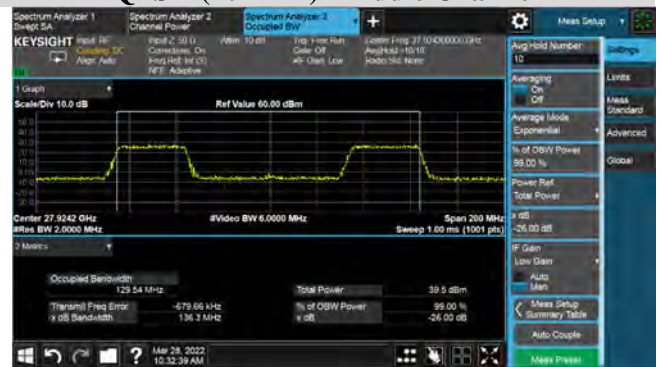 Spectrum Analyzer 1
Swept SA
Spectrum Analyzer 2
Channel Power
Spectrum Analyzer 3
Occupied BW
+
Meas Setup
KEYSIGHT
Input: RF
Coupling: DC
Align: Auto
Input Z: 50 Ω
Corrections: On
Freq Ref: Int (S)
NFE: Adaptive
Atten: 10 dB
Trig: Free Run
Gate: Off
#IF Gain: Low
Avg|Hold: >10/10
Radio Std: None
1 Graph
Scale/Div 10.0 dB
Ref Value 60.00 dBm
Center 27.9242 GHz
#Video BW 6.0000 MHz
Span 200 MHz
#Res BW 2.0000 MHz
Sweep 1.00 ms (1001 pts)
2 Metrics
Occupied Bandwidth
129.54 MHz
Total Power
39.5 dBm
Transmit Freq Error
-679.66 kHz
% of OBW Power
99.00 %
x dB Bandwidth
136.3 MHz
x dB
-26.00 dB
Mar 28, 2022
10:32:39 AM
Avg|Hold Number
10
Averaging
On
Off
Average Mode
Exponential
% of OBW Power
99.00 %
Power Ref
Total Power
x dB
-26.00 dB
IF Gain
Low Gain
Auto
Man
Meas Setup
Summary Table
Auto Couple
Meas Preset
Settings
Limits
Meas
Standard
Advanced
Global